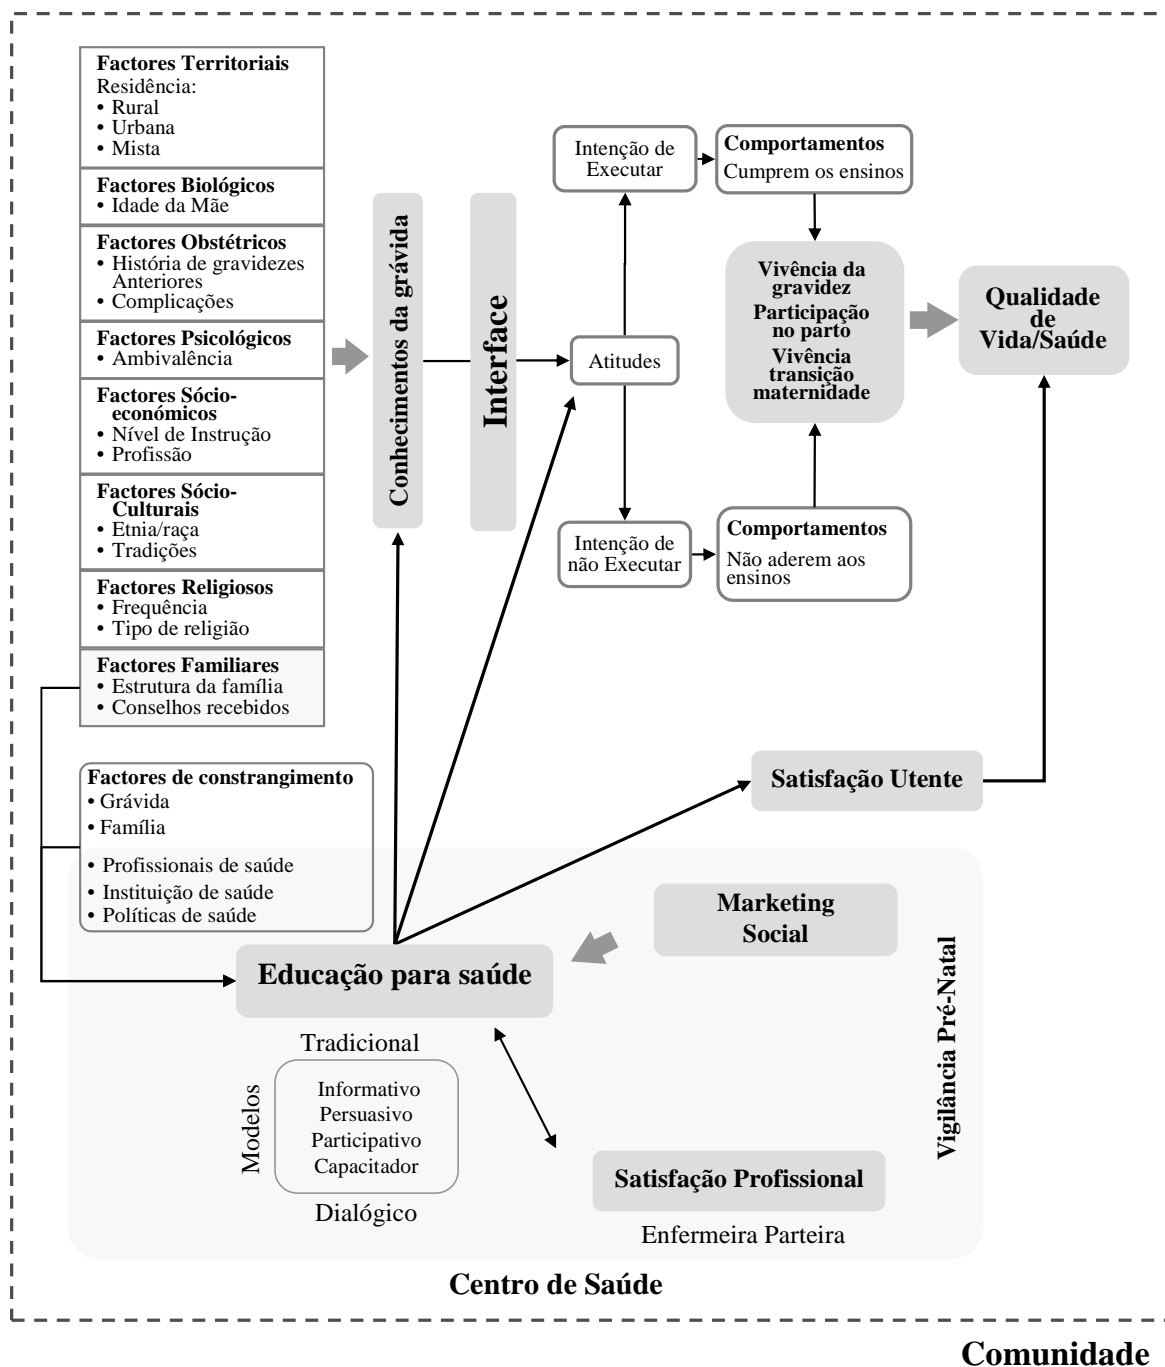 Factores Territoriais
Residência:
• Rural
• Urbana
• Mista
Factores Biológicos
• Idade da Mãe
Factores Obstétricos
• História de gravidezes
Anteriores
• Complicações
Factores Psicológicos
• Ambivalência
Factores Sócio-
económicos
• Nível de Instrução
• Profissão
Factores Sócio-
Culturais
• Etnia/raça
• Tradições
Factores Religiosos
• Frequência
• Tipo de religião
Factores Familiares
• Estrutura da família
• Conselhos recebidos
Conhecimentos da grávida
Interface
Atitudes
Intenção de
Executar
Comportamentos
Cumprem os ensinos
Intenção de
não Executar
Comportamentos
Não aderem aos
ensinos
Vivência da
gravidez
Participação
no parto
Vivência
transição
maternidade
Qualidade
de
Vida/Saúde
Factores de constrangimento
• Grávida
• Família
• Profissionais de saúde
• Instituição de saúde
• Políticas de saúde
Satisfação Utente
Marketing
Social
Educação para saúde
Vigilância Pré-Natal
Tradicional
Modelos
Informativo
Persuasivo
Participativo
Capacitador
Dialógico
Satisfação Profissional
Enfermeira Parteira
Centro de Saúde
Comunidade